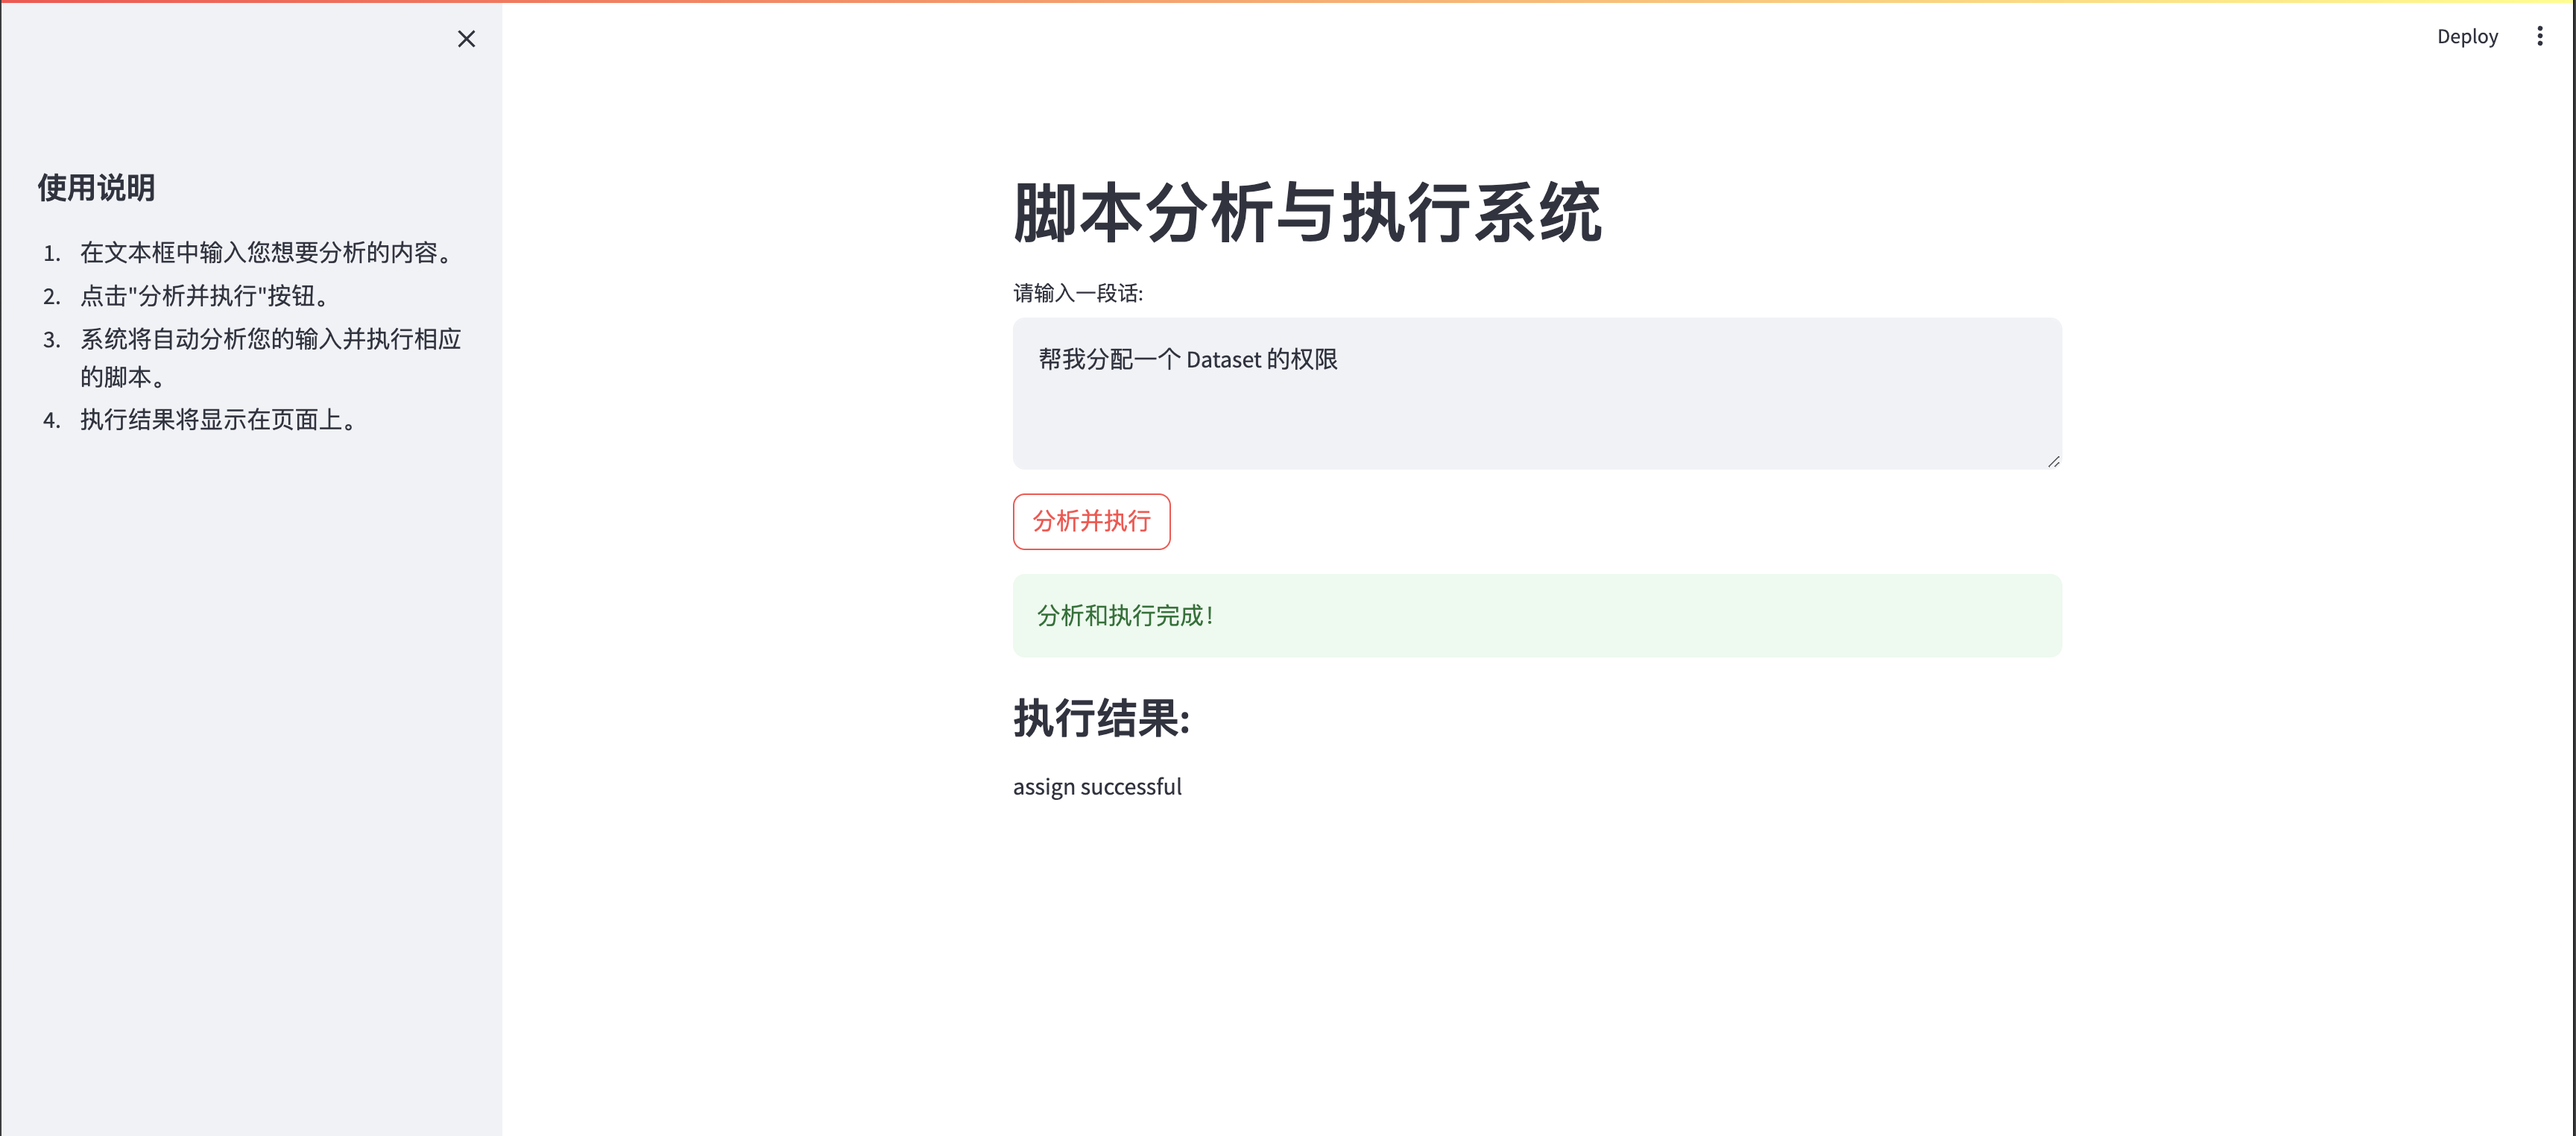 Deploy
使用说明
1. 在文本框中输入您想要分析的内容。
2. 点击"分析并执行"按钮。
3. 系统将自动分析您的输入并执行相应
的脚本。
4. 执行结果将显示在页面上。
脚本分析与执行系统
请输入一段话:
帮我分配一个 Dataset 的权限
分析并执行
分析和执行完成！
执行结果:
assign successful